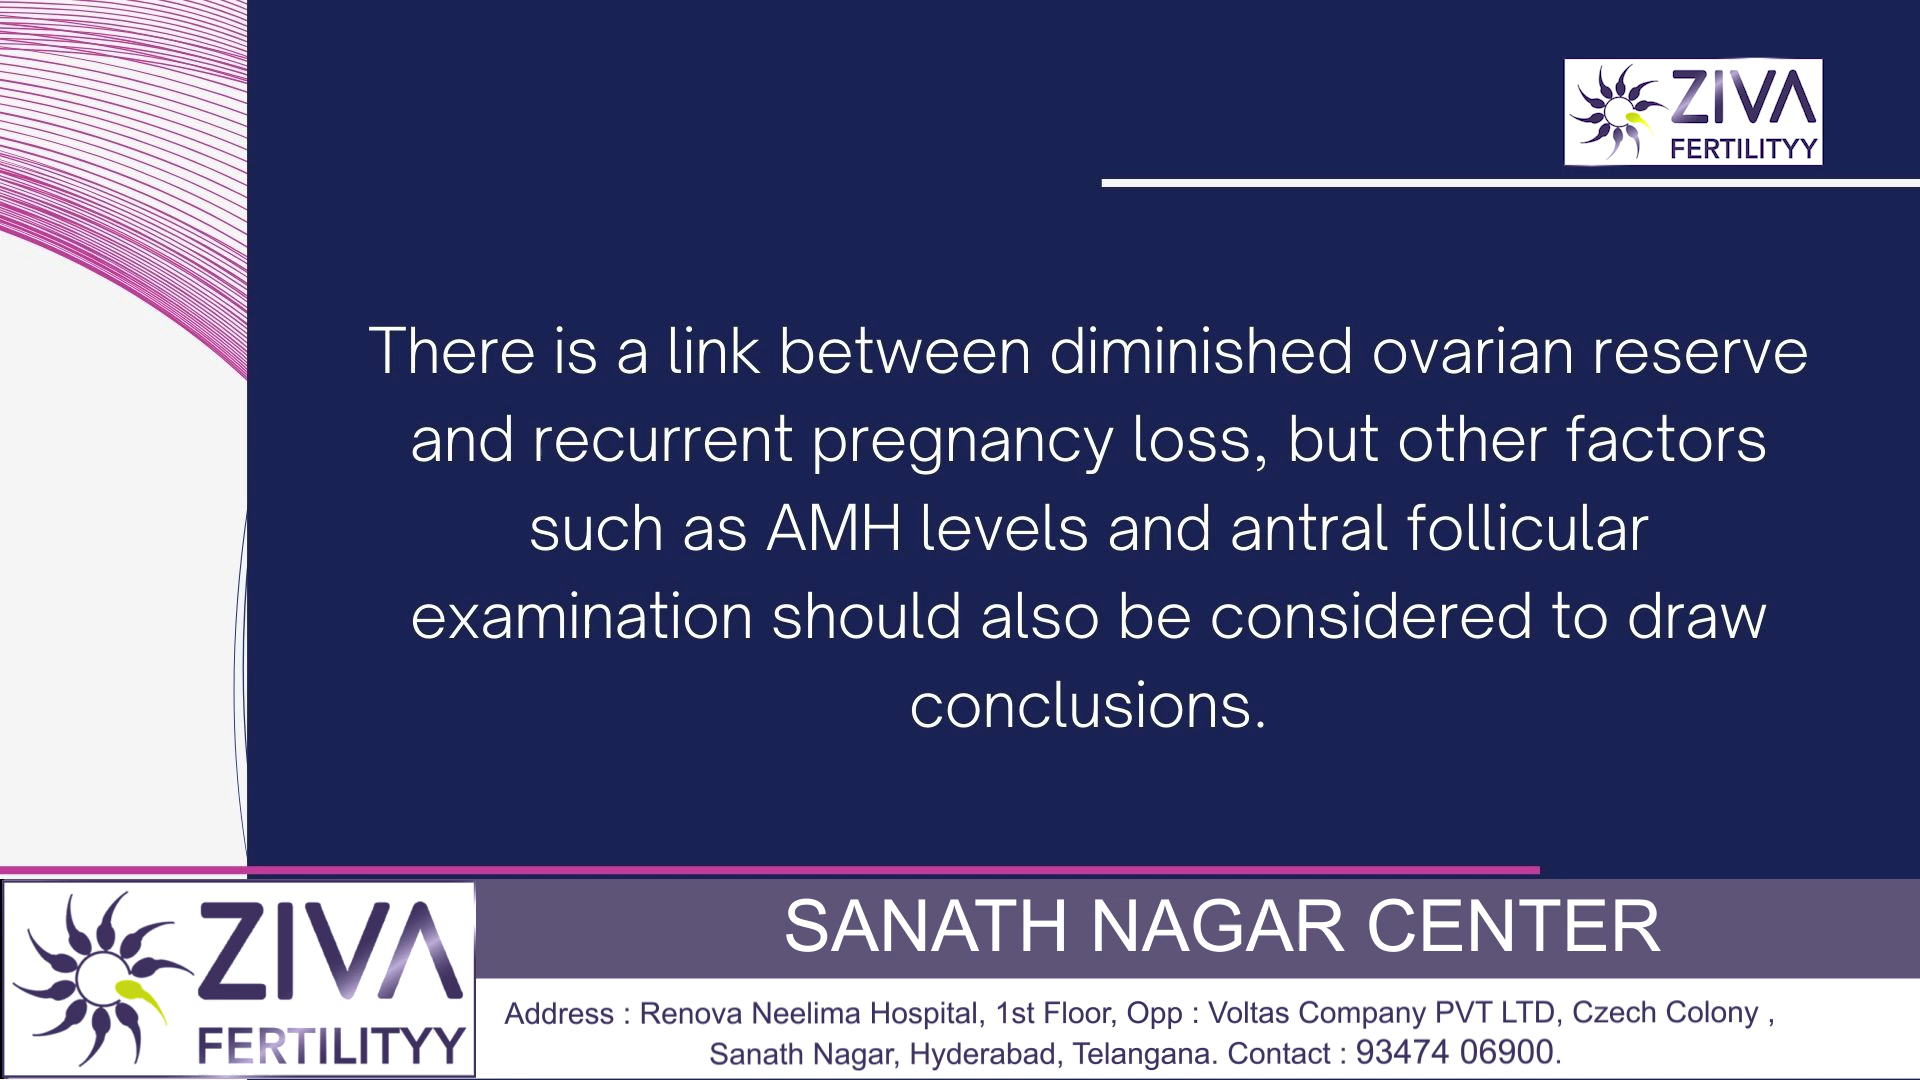 ZIVA
FERTILITYY
There is a link between diminished ovarian reserve
and recurrent pregnancy loss, but other factors
such as AMH levels and antral follicular
examination should also be considered to draw
conclusions.
ZIVA
FERTILITYY
SANATH NAGAR CENTER
Address : Renova Neelima Hospital, 1st Floor, Opp : Voltas Company PVT LTD, Czech Colony ,
Sanath Nagar, Hyderabad, Telangana. Contact : 93474 06900.